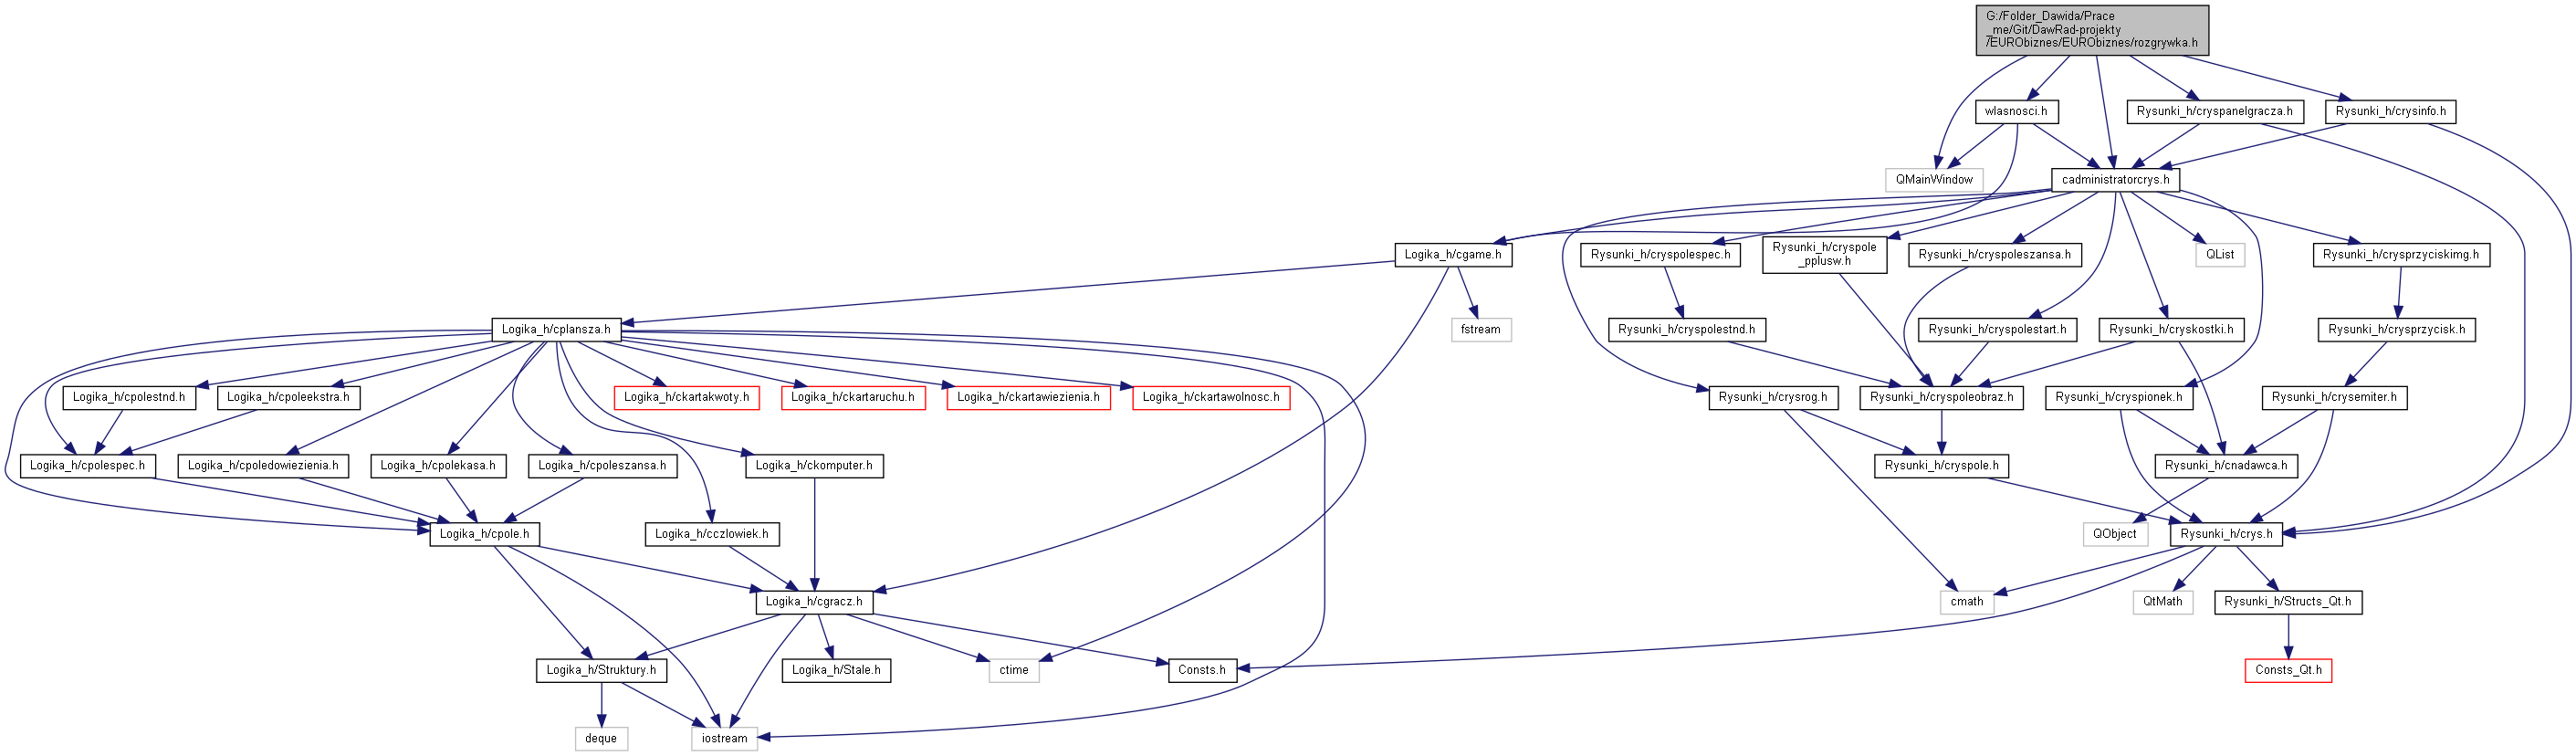 G:/Folder_Dawida/Prace
_me/Git/DawRad-projekty
/EURObiznes/EURObiznes/rozgrywka.h
wlasnosci.h
Rysunki_h/cryspanelgracza.h
Rysunki_h/crysinfo.h
QMainWindow
cadministratorcrys.h
Logika_h/cgame.h
Rysunki_h/cryspolespec.h
Rysunki_h/cryspole
_pplusw.h
Rysunki_h/cryspoleszansa.h
QList
Rysunki_h/crysprzyciskimg.h
Logika_h/cplansza.h
fstream
Rysunki_h/cryspolestnd.h
Rysunki_h/cryspolestart.h
Rysunki_h/cryskostki.h
Rysunki_h/crysprzycisk.h
Logika_h/cpolestnd.h
Logika_h/cpoleekstra.h
Logika_h/ckartakwoty.h
Logika_h/ckartaruchu.h
Logika_h/ckartawiezienia.h
Logika_h/ckartawolnosc.h
Rysunki_h/crysrog.h
Rysunki_h/cryspoleobraz.h
Rysunki_h/cryspionek.h
Rysunki_h/crysemiter.h
Logika_h/cpolespec.h
Logika_h/cpoledowiezienia.h
Logika_h/cpolekasa.h
Logika_h/cpoleszansa.h
Logika_h/ckomputer.h
Rysunki_h/cryspole.h
Rysunki_h/cnadawca.h
Logika_h/cpole.h
Logika_h/cczlowiek.h
QObject
Rysunki_h/crys.h
Logika_h/cgracz.h
cmath
QtMath
Rysunki_h/Structs_Qt.h
Logika_h/Struktury.h
Logika_h/Stale.h
ctime
Consts.h
Consts_Qt.h
deque
iostream